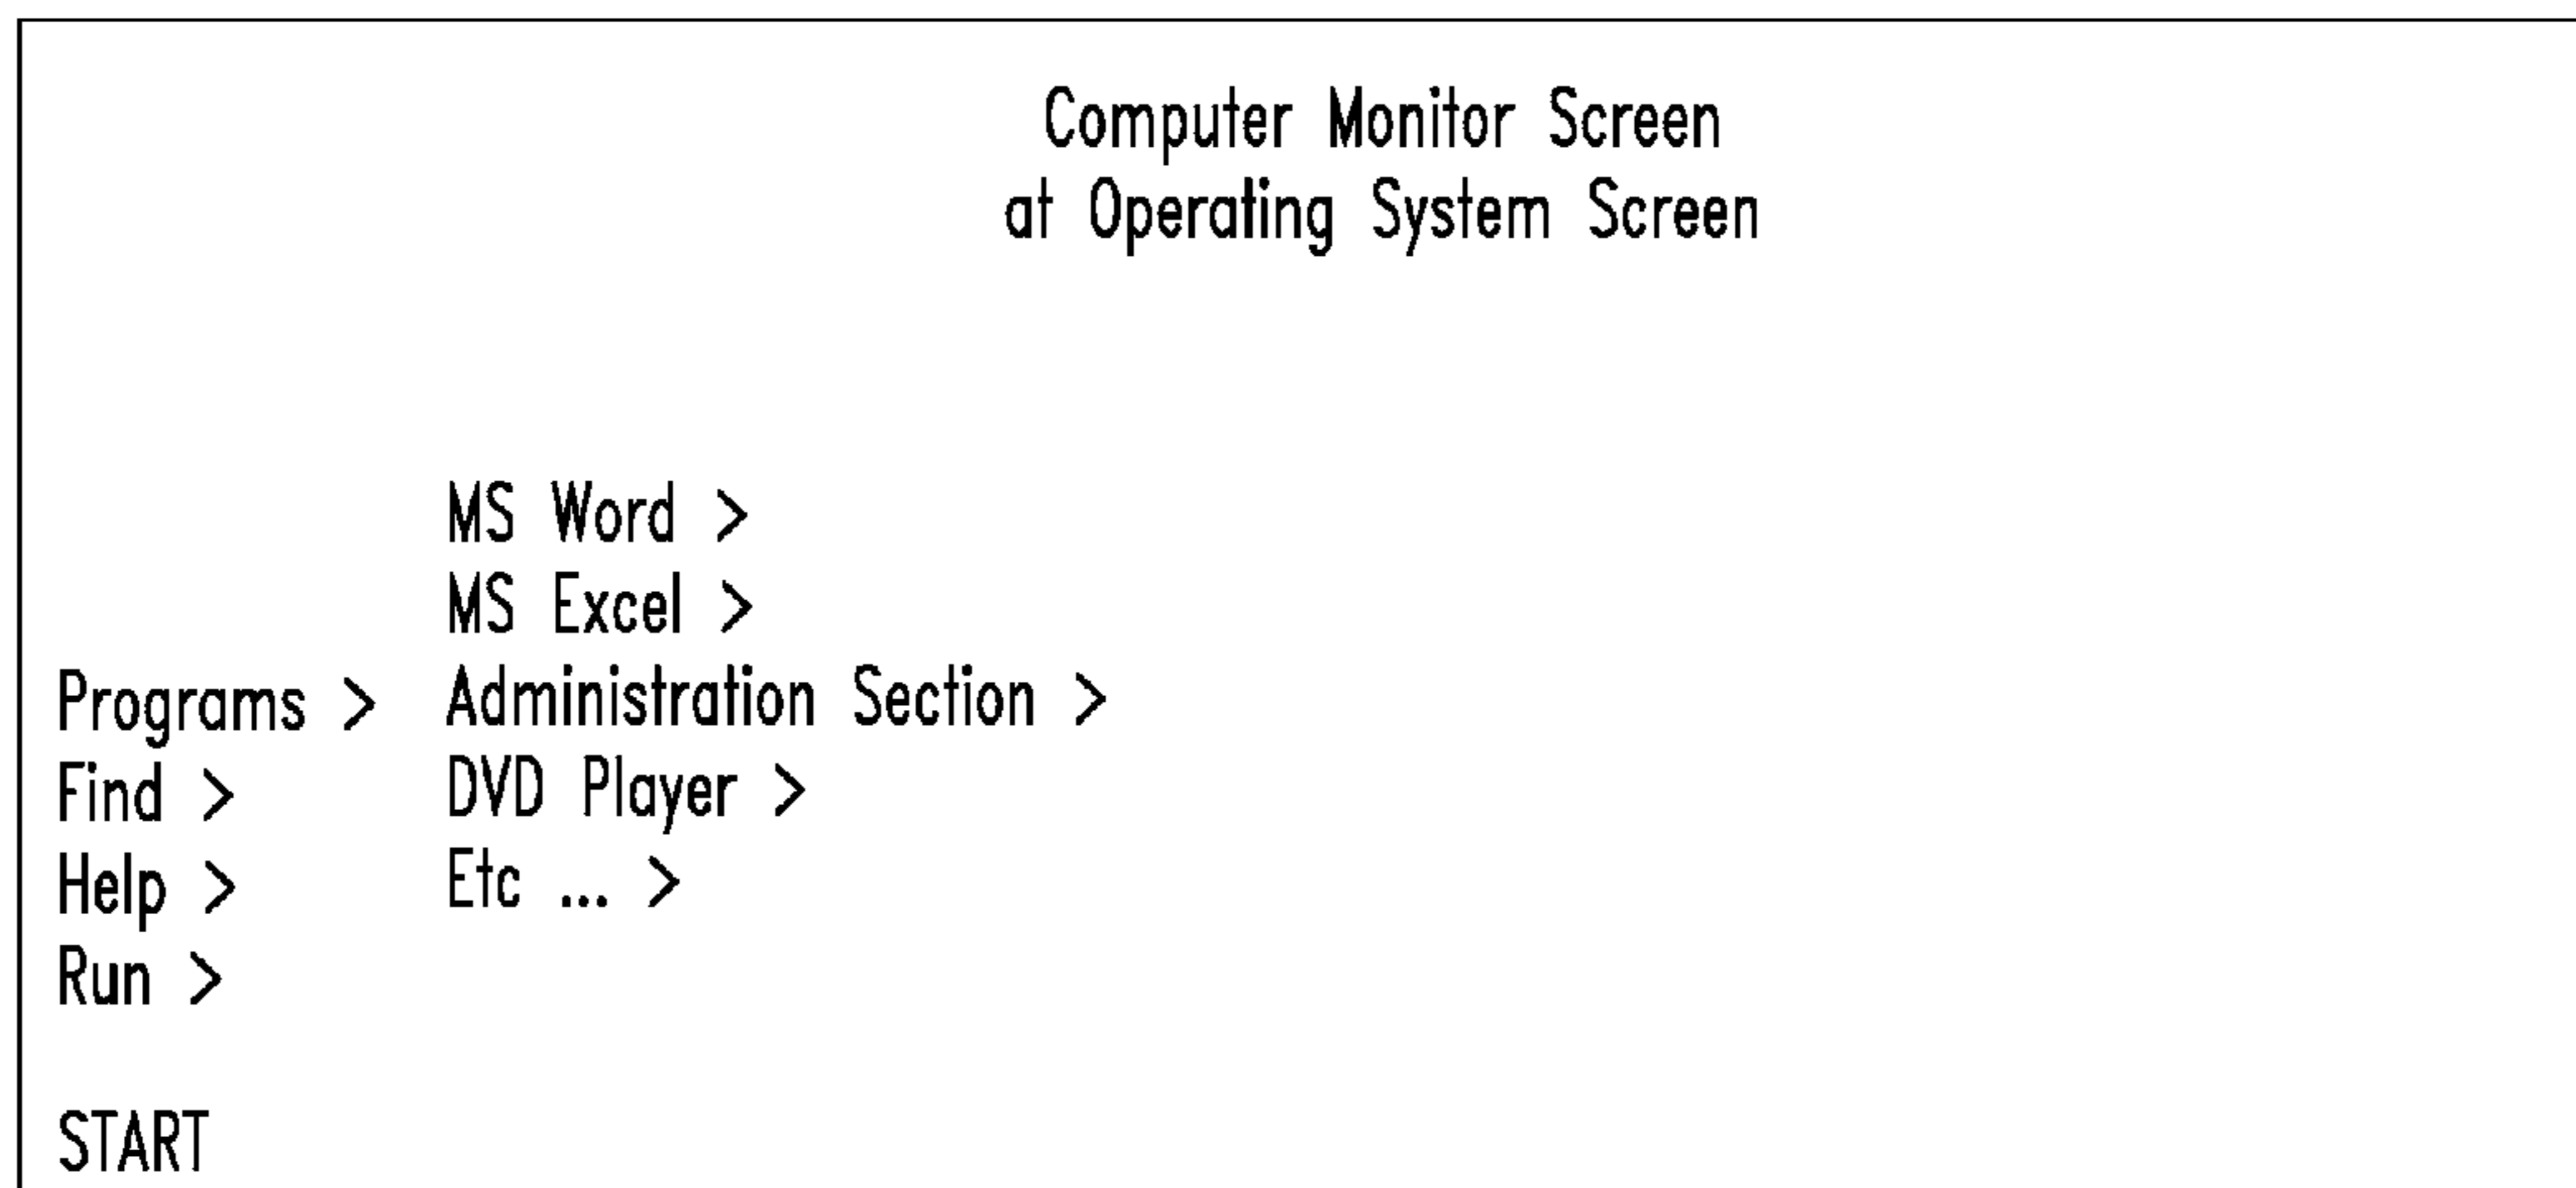 Computer Monitor Screen
at Operating System Screen
MS Word >
MS Excel >
Programs > Administration Section >
Find > DVD Player >
Help > Etc ... >
Run >
START